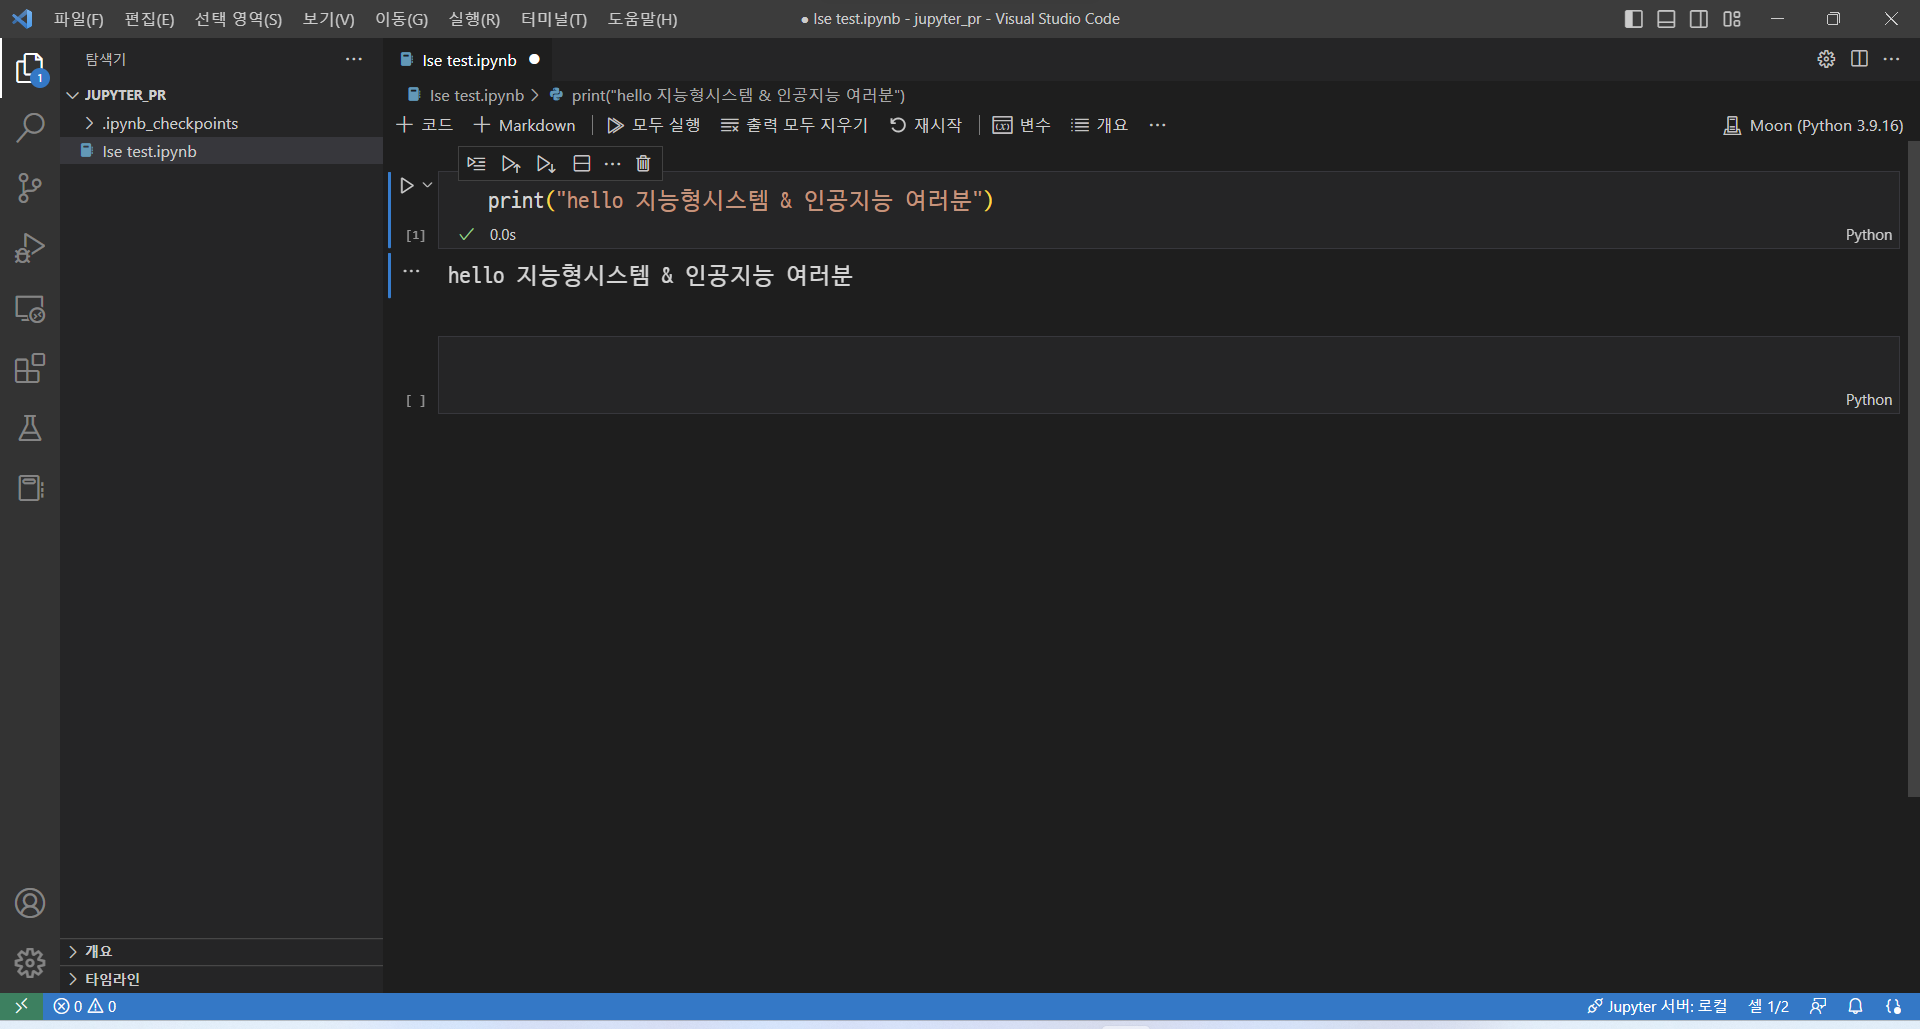 파일(F) 편집(E) 선택 영역(S) 보기(V) 이동(G) 실행(R) 터미널(T) 도움말(H) ● Ise test.ipynb - jupyter_pr - Visual Studio Code
탐색기
1
JUPYTER_PR
.ipynb_checkpoints
Ise test.ipynb
개요
타임라인
Ise test.ipynb
Ise test.ipynb > print("hello 지능형시스템 & 인공지능 여러분")
코드 Markdown 모두 실행 출력 모두 지우기 재시작 변수 개요 Moon (Python 3.9.16)
print("hello 지능형시스템 & 인공지능 여러분")
[1] 0.0s Python
hello 지능형시스템 & 인공지능 여러분
[ ] Python
0 0 Jupyter 서버: 로컬 셀 1/2